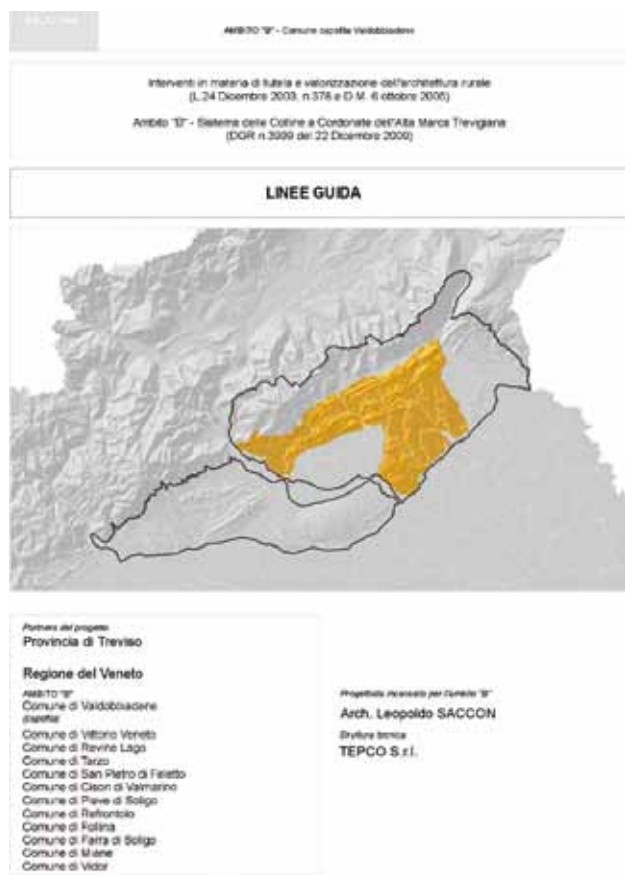 AMBITO "B" - Comune capofila Valdobbiadene
Interventi in materia di tutela e valorizzazione dell'architettura rurale
(L.24 Dicembre 2003, n.378 e D.M. 6 ottobre 2005)
Ambito "B" - Sistema delle Colline a Cordonate dell'Alta Marca Trevigiana
(DGR n.3999 del 22 Dicembre 2009)
LINEE GUIDA
Partners del progetto
Provincia di Treviso
Regione del Veneto
AMBITO "B"
Comune di Valdobbiadene
(capofila)
Comune di Vittorio Veneto
Comune di Revine Lago
Comune di Tarzo
Comune di San Pietro di Feletto
Comune di Cison di Valmarino
Comune di Pieve di Soligo
Comune di Refrontolo
Comune di Follina
Comune di Farra di Soligo
Comune di Miane
Comune di Vidor
Progettista incaricato per l'ambito "B"
Arch. Leopoldo SACCON
Struttura tecnica
TEPCO S.r.l.